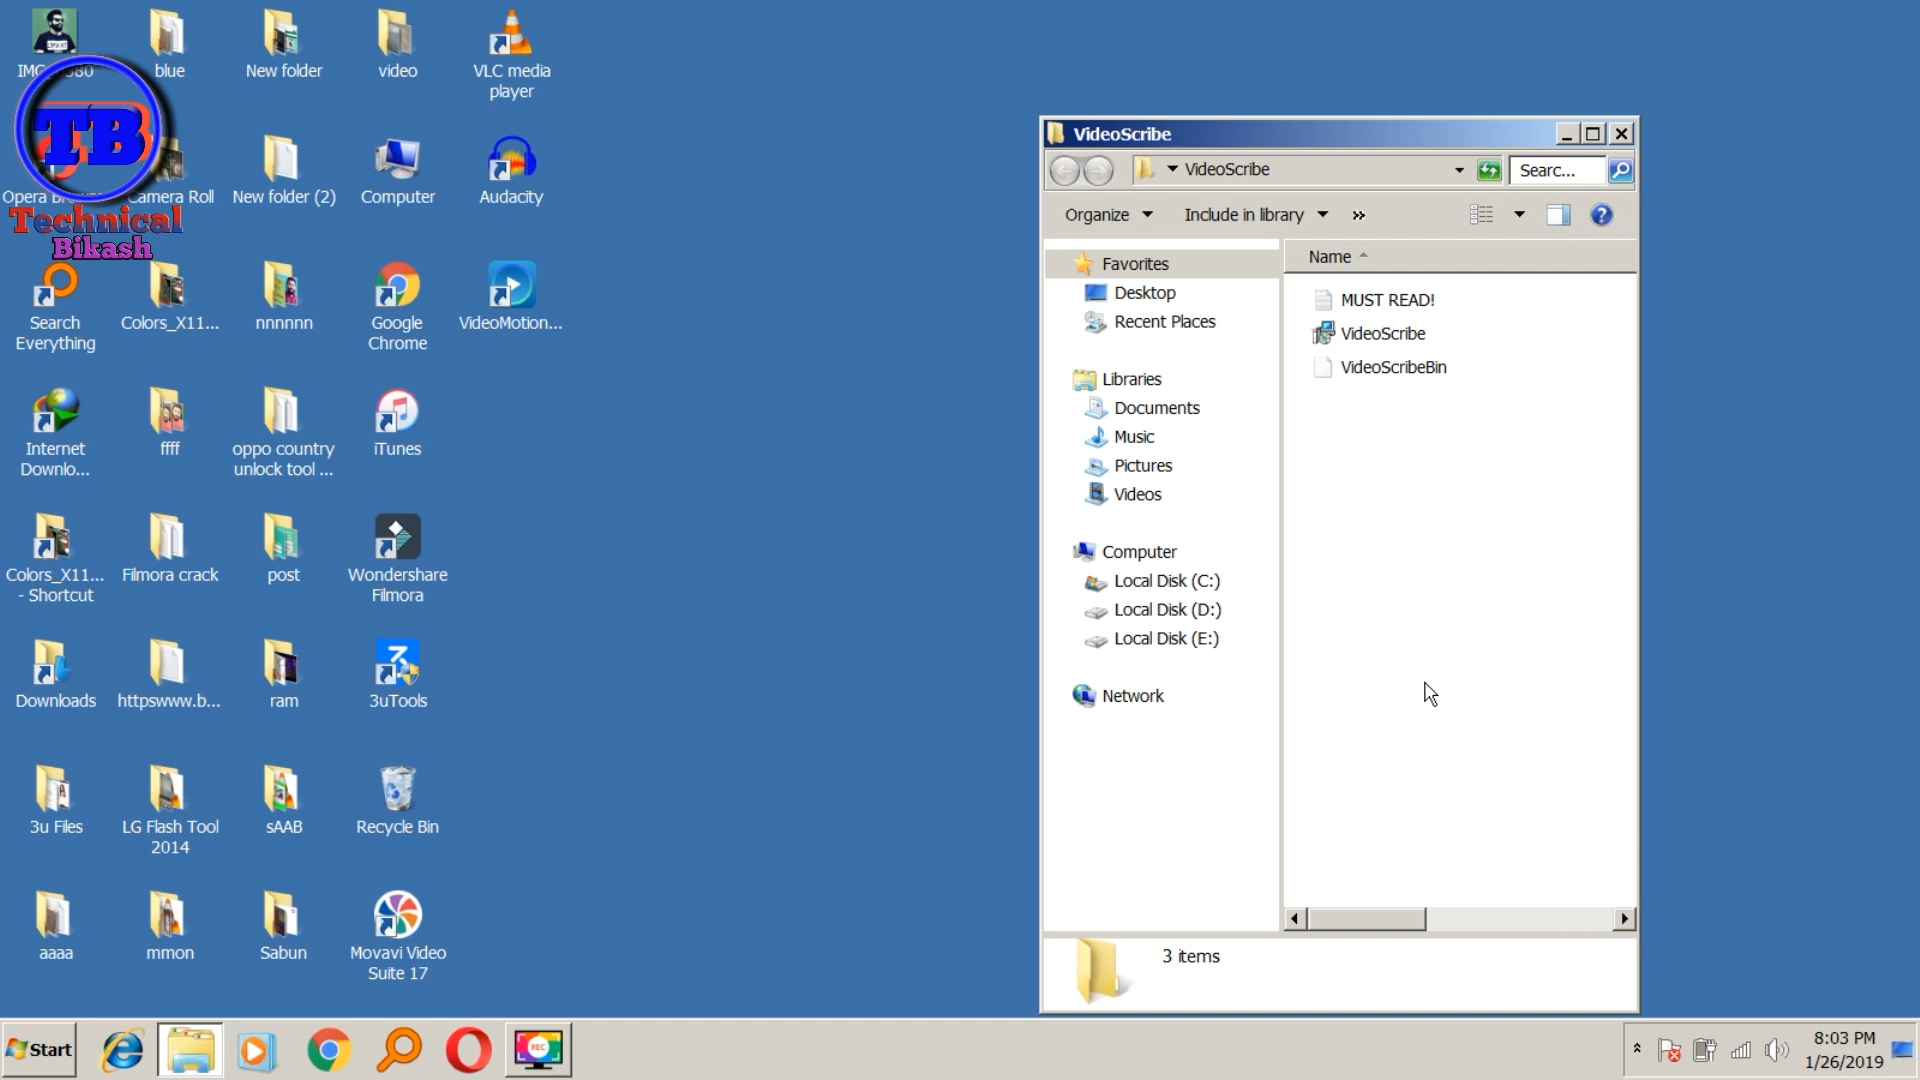 blue
New folder
video
VLC media
player
TB
Camera Roll
New folder (2)
Computer
Audacity
Technical
Bikash
Search
Everything
Colors_X11...
nnnnnn
Google
Chrome
VideoMotion...
Internet
Downlo...
ffff
oppo country
unlock tool ...
iTunes
Colors_X11...
- Shortcut
Filmora crack
post
Wondershare
Filmora
Downloads
httpswww.b...
ram
3uTools
3u Files
LG Flash Tool
2014
sAAB
Recycle Bin
aaaa
mmon
Sabun
Movavi Video
Suite 17
VideoScribe
VideoScribe
Searc...
Organize
Include in library
»
Name
Favorites
Desktop
Recent Places
Libraries
Documents
Music
Pictures
Videos
Computer
Local Disk (C:)
Local Disk (D:)
Local Disk (E:)
Network
MUST READ!
VideoScribe
VideoScribeBin
3 items
Start
REC
8:03 PM
1/26/2019